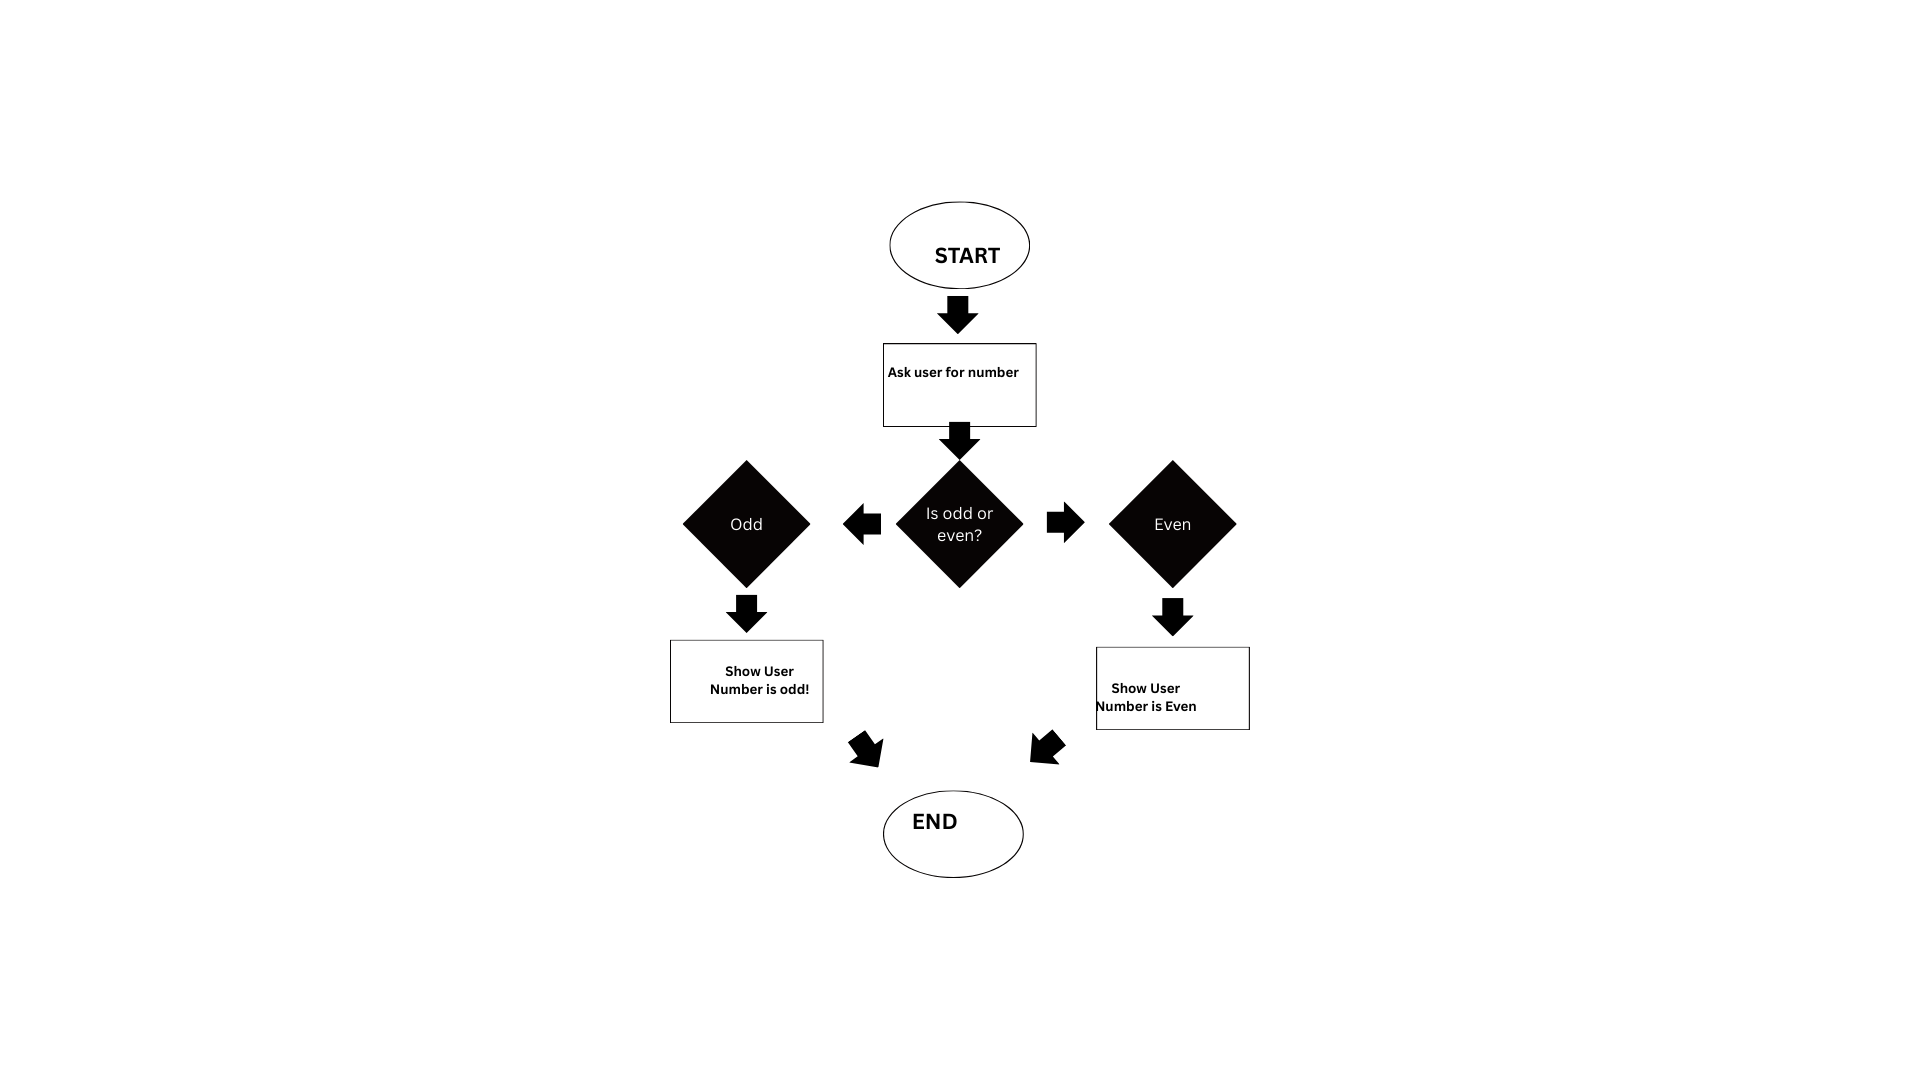 START
Ask user for number
Odd
Is odd or
even?
Even
Show User
Number is odd!
Show User
Number is Even
END